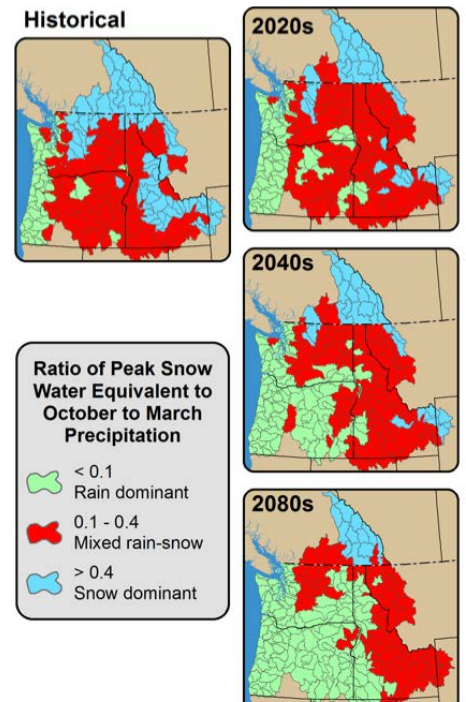 Historical
2020s
2040s
Ratio of Peak Snow
Water Equivalent to
October to March
Precipitation
< 0.1
Rain dominant
0.1 - 0.4
Mixed rain-snow
> 0.4
Snow dominant
2080s